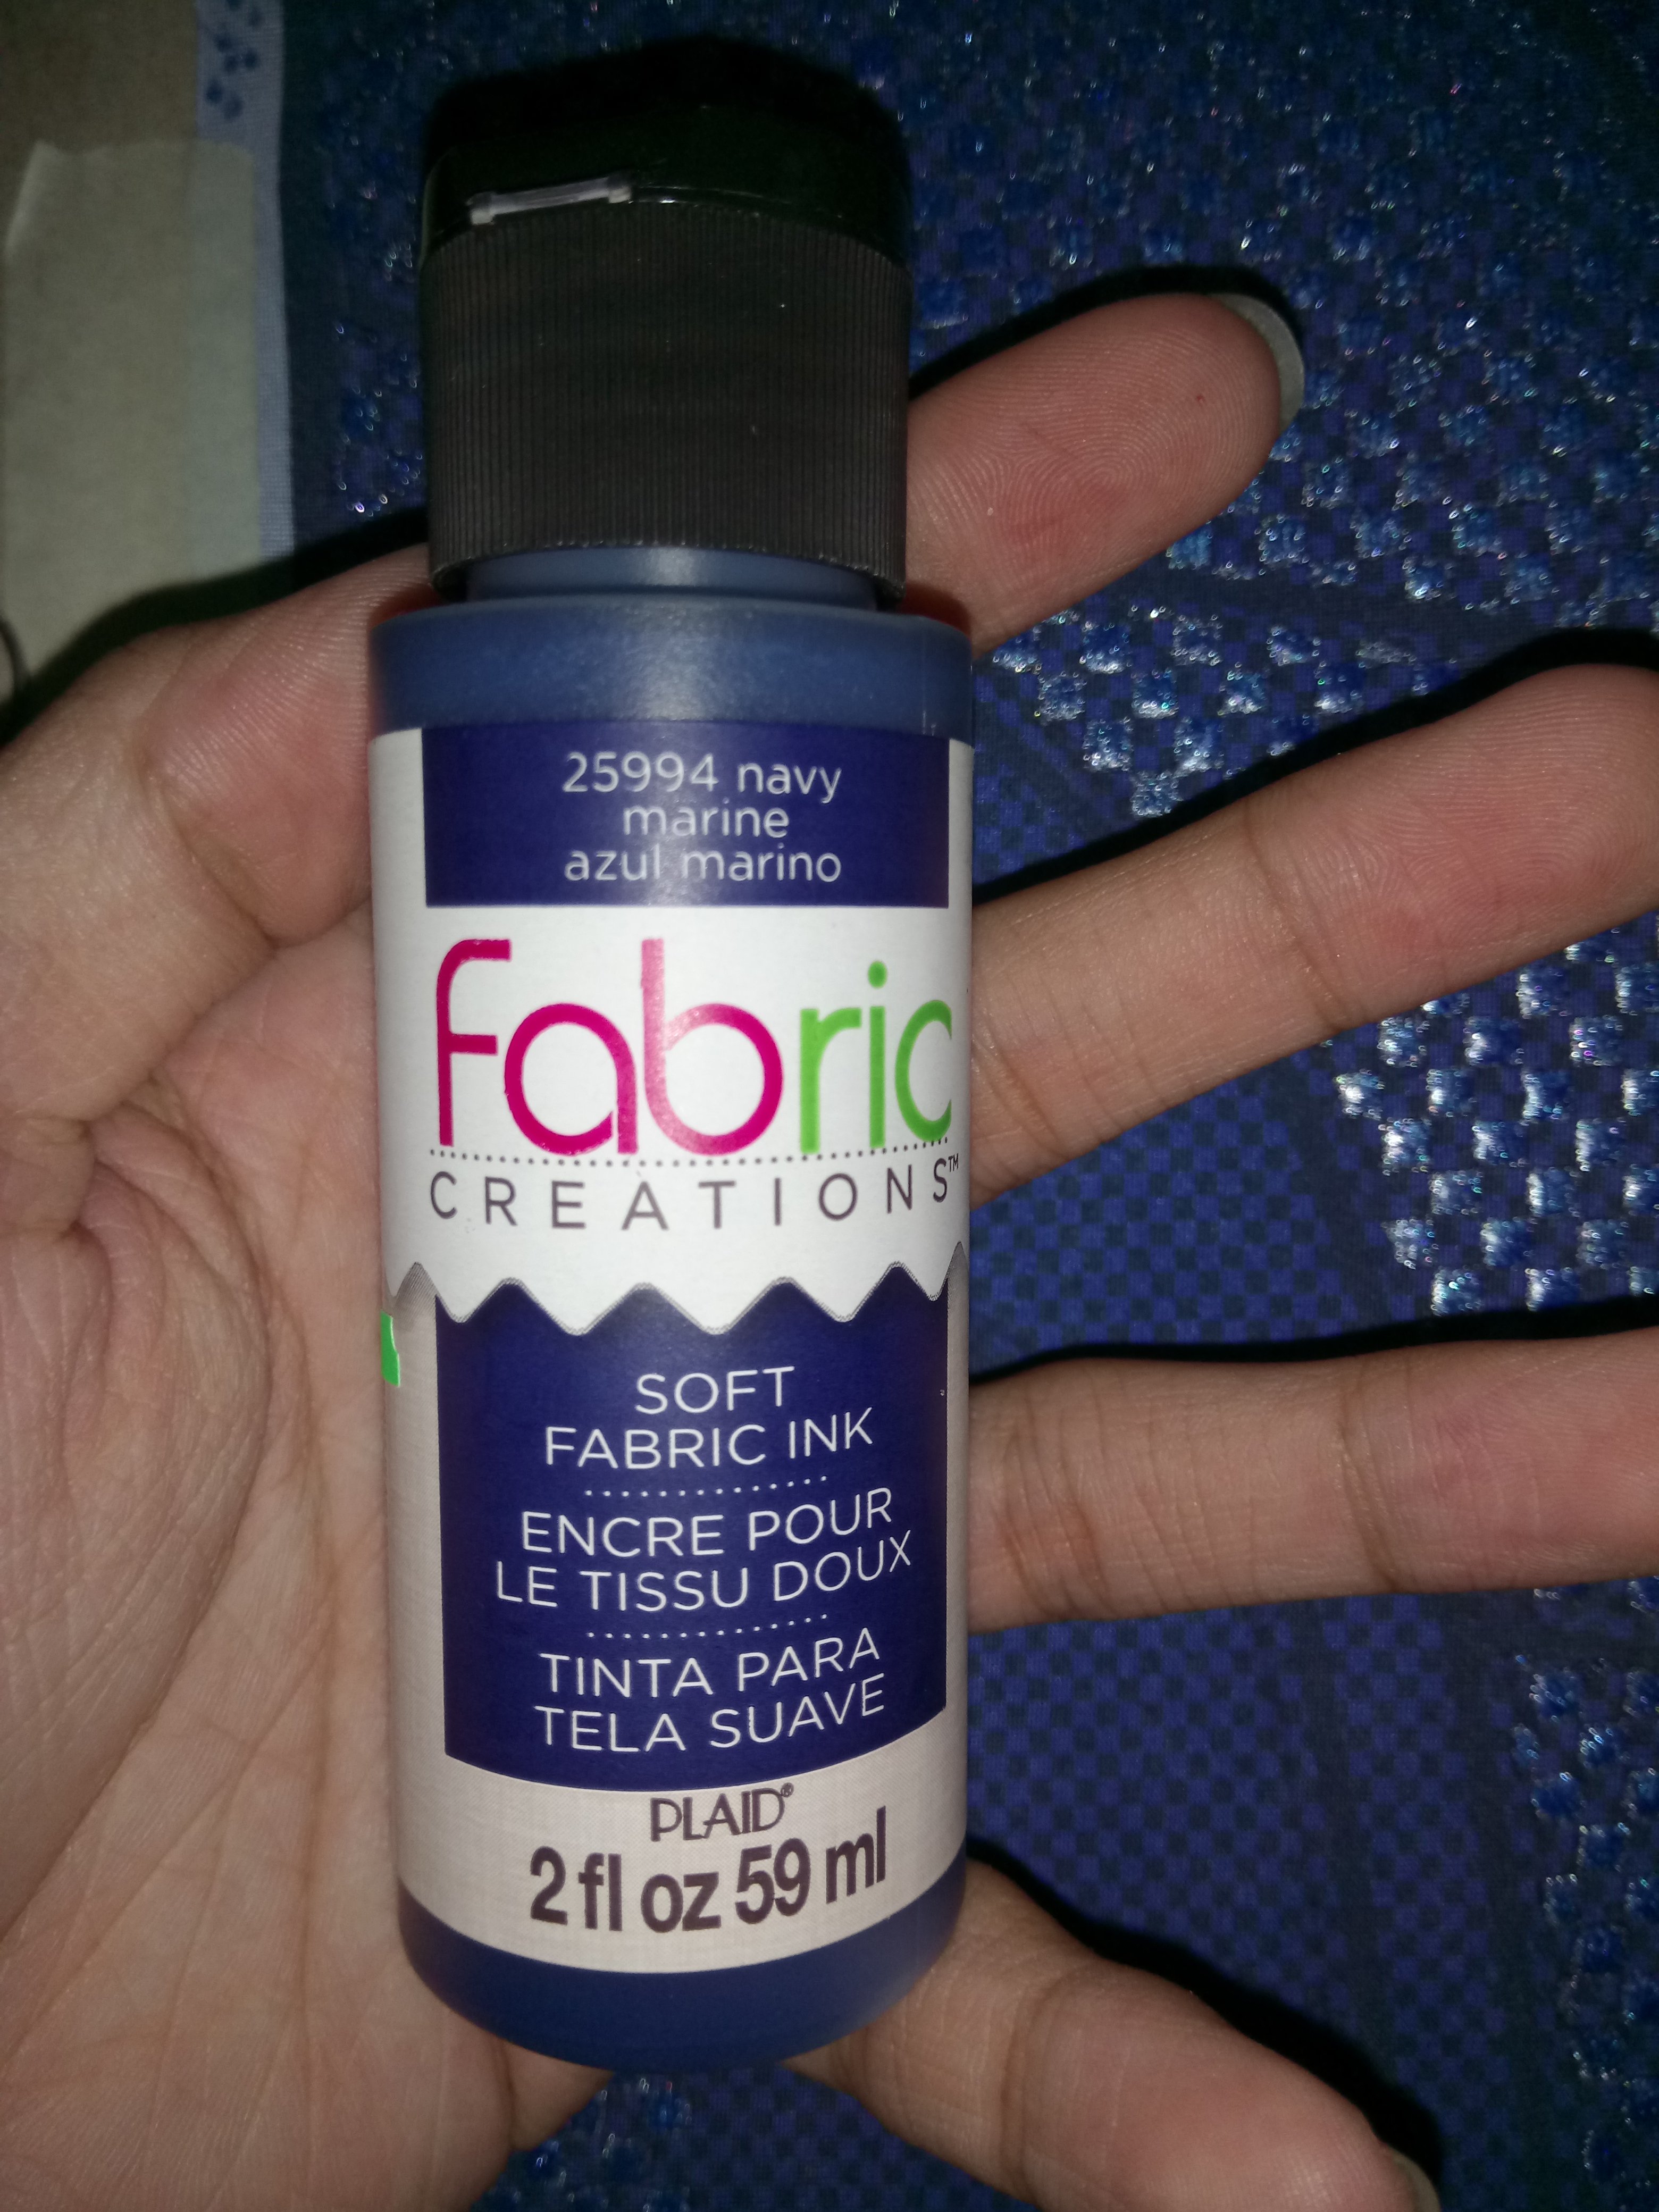 25994 navy
marine
azul marino
fabric
CREATIONS™
SOFT
FABRIC INK
ENCRE POUR
LE TISSU DOUX
TINTA PARA
TELA SUAVE
PLAID®
2 fl oz 59 ml